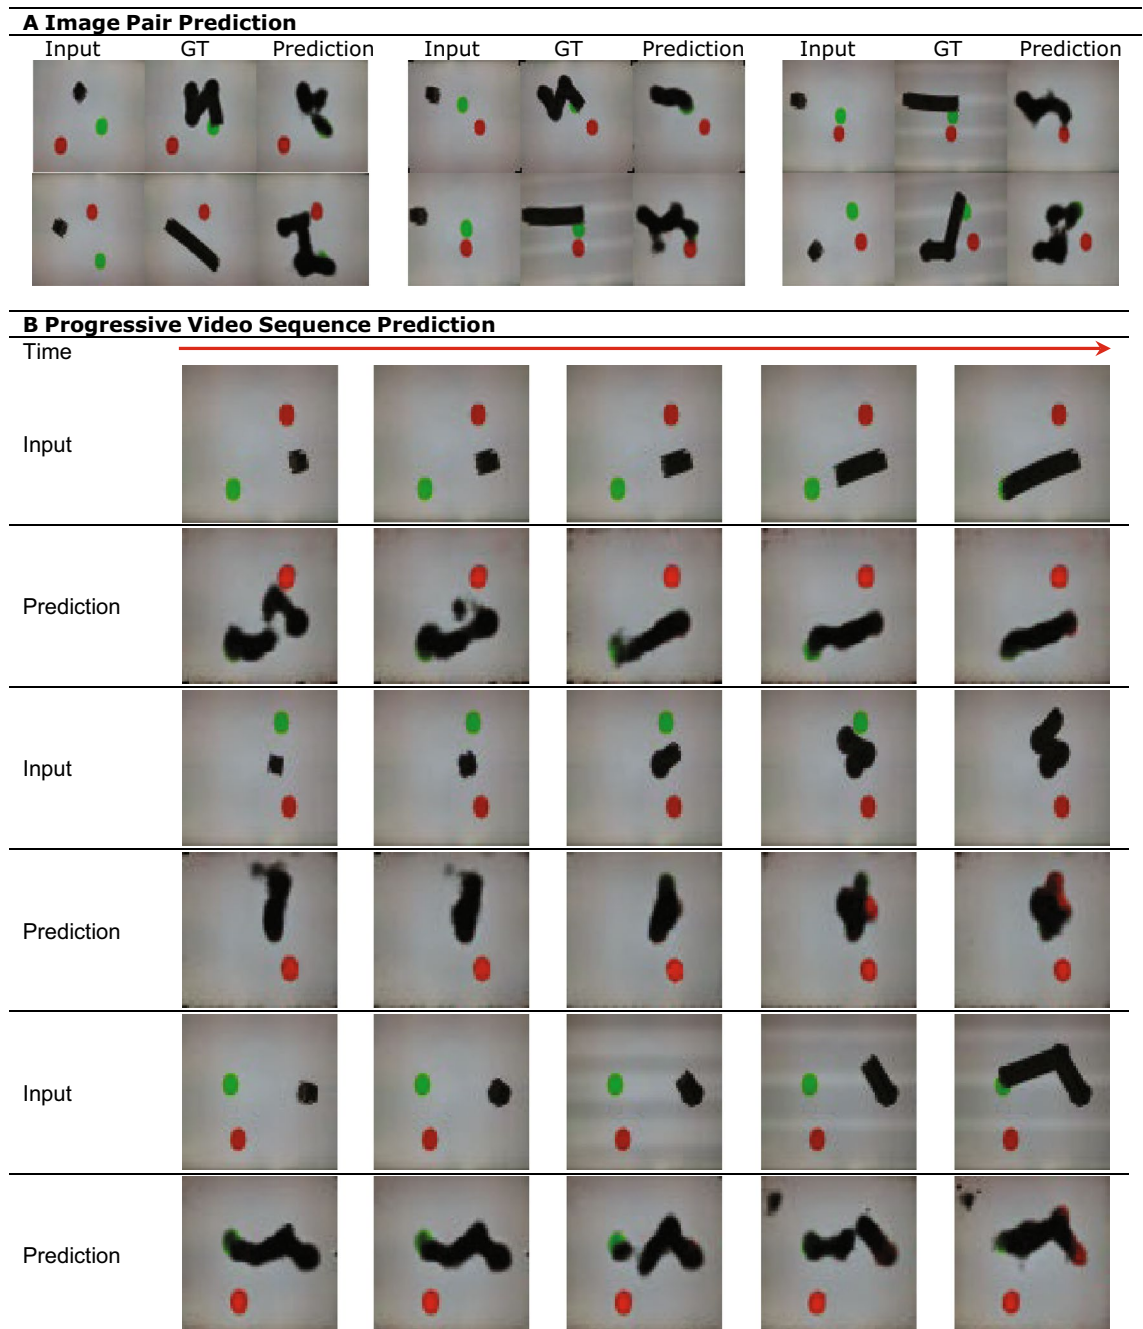 A Image Pair Prediction
Input GT Prediction Input GT Prediction Input GT Prediction
B Progressive Video Sequence Prediction
Time
Input
Prediction
Input
Prediction
Input
Prediction